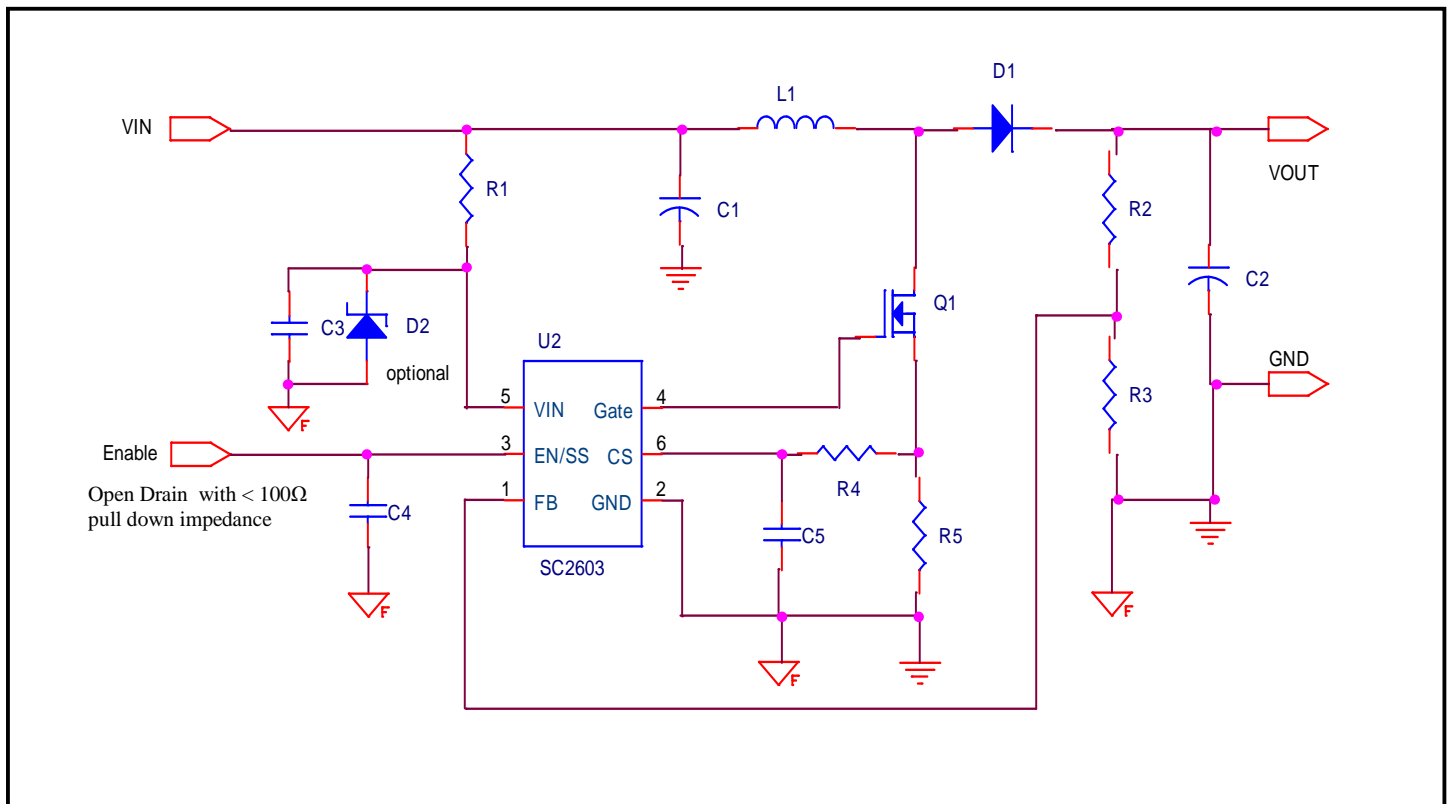 D1
L1
VIN
VOUT
R1
C1
R2
C2
Q1
C3
D2
U2
optional
GND
R3
5
VIN
Gate
4
Enable
3
EN/SS
CS
6
R4
Open Drain with < 100Ω
pull down impedance
C4
1
FB
GND
2
C5
R5
SC2603
F
F
F
F